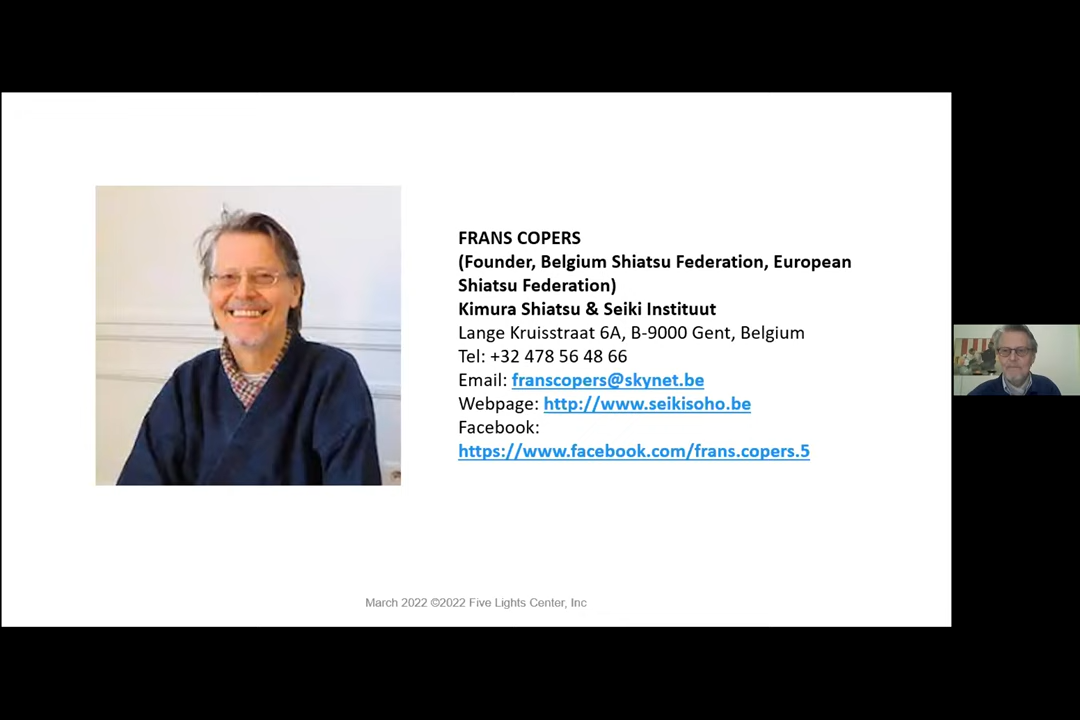 FRANS COPERS
(Founder, Belgium Shiatsu Federation, European
Shiatsu Federation)
Kimura Shiatsu & Seiki Instituut
Lange Kruisstraat 6A, B-9000 Gent, Belgium
Tel: +32 478 56 48 66
Email: franscopers@skynet.be
Webpage: http://www.seikisoho.be
Facebook:
https://www.facebook.com/frans.copers.5
March 2022 ©2022 Five Lights Center, Inc